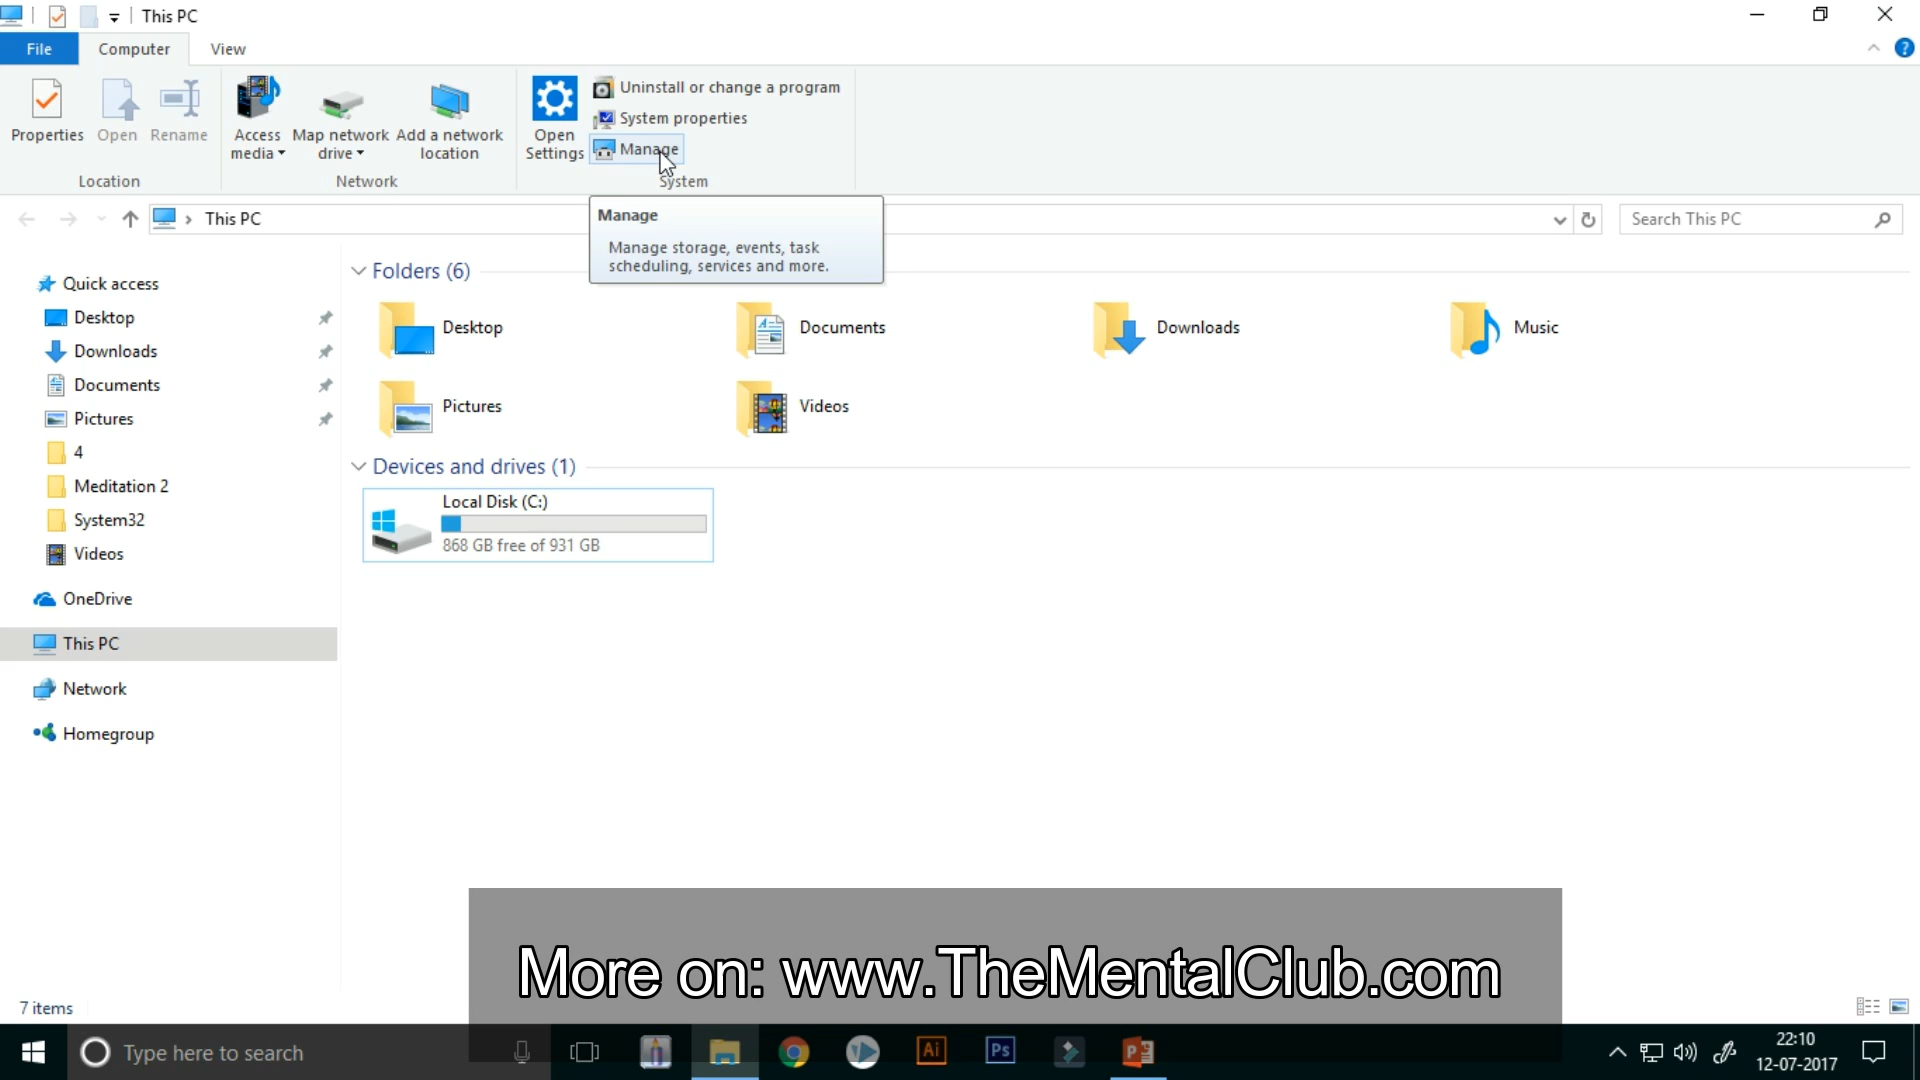 This PC
File
Computer
View
Properties
Open
Rename
Access
media
Map network
drive
Add a network
location
Open
Settings
Uninstall or change a program
System properties
Manage
Location
Network
System
This PC
Search This PC
Manage
Manage storage, events, task
scheduling, services and more.
Quick access
Desktop
Downloads
Documents
Pictures
4
Meditation 2
System32
Videos
OneDrive
This PC
Network
Homegroup
Folders (6)
Desktop
Documents
Downloads
Music
Pictures
Videos
Devices and drives (1)
Local Disk (C:)
868 GB free of 931 GB
More on: www.TheMentalClub.com
7 items
Type here to search
Ai
Ps
22:10
12-07-2017